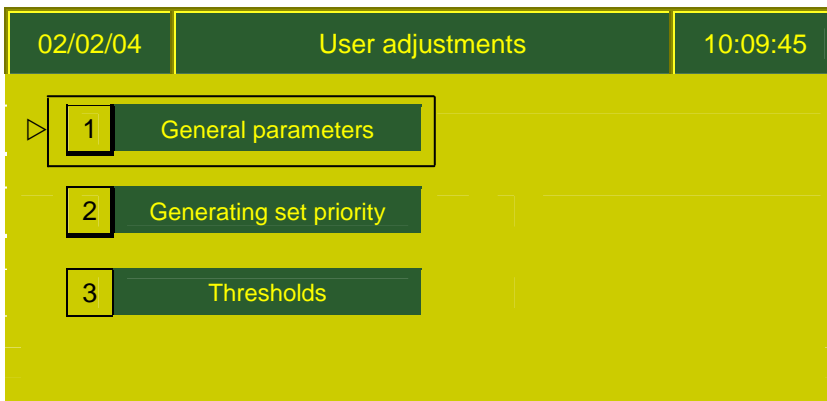 02/02/04 User adjustments 10:09:45
1 General parameters
2 Generating set priority
3 Thresholds